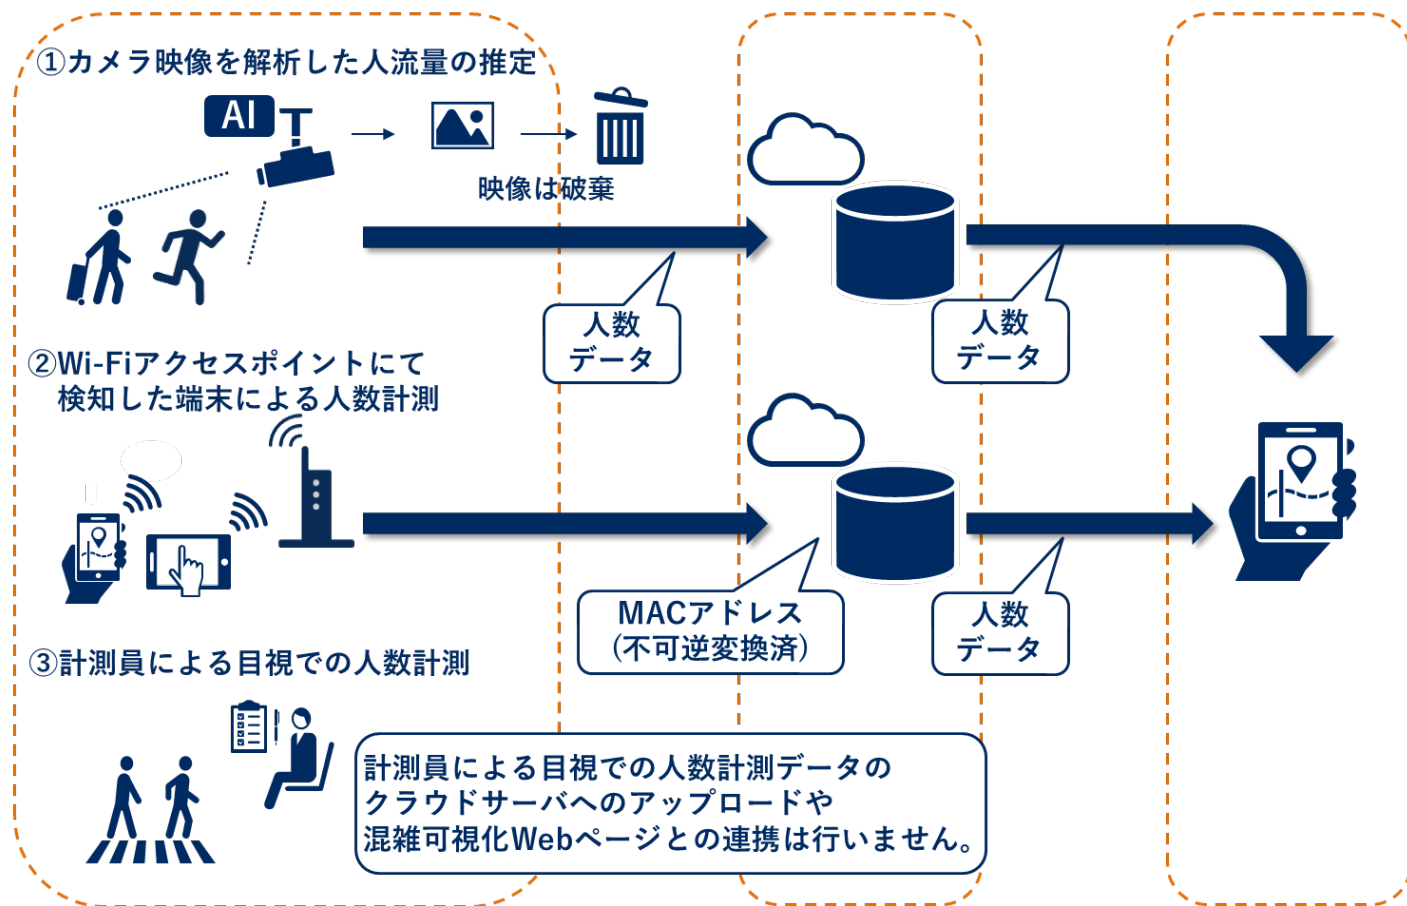 ①カメラ映像を解析した人流量の推定
AI
映像は破棄
人数
データ
人数
データ
②Wi-Fiアクセスポイントにて
検知した端末による人数計測
MACアドレス
(不可逆変換済)
人数
データ
③計測員による目視での人数計測
計測員による目視での人数計測データの
クラウドサーバへのアップロードや
混雑可視化Webページとの連携は行いません。